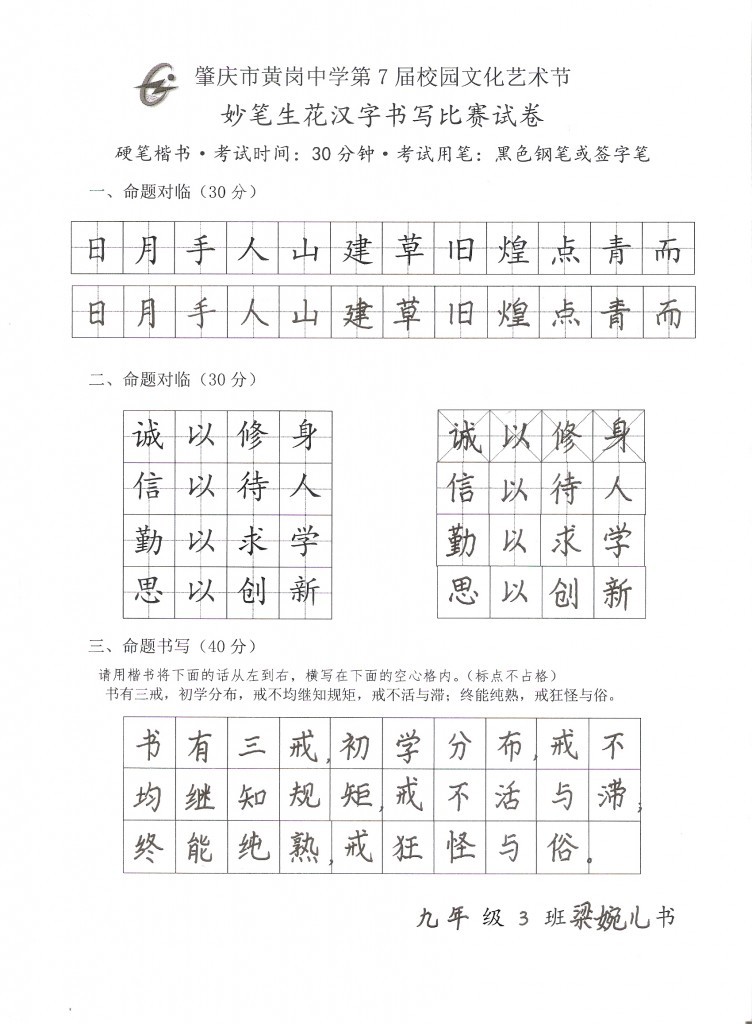 肇庆市黄岗中学第7届校园文化艺术节
妙笔生花汉字书写比赛试卷
硬笔楷书·考试时间：30分钟·考试用笔：黑色钢笔或签字笔
一、命题对临（30分）
日月手人山建草旧煌点青而
日月手人山建草旧煌点青而
二、命题对临（30分）
诚以修身 诚以修身
信以待人 信以待人
勤以求学 勤以求学
思以创新 思以创新
三、命题书写（40分）
请用楷书将下面的话从左到右，横写在下面的空心格内。（标点不占格）
书有三戒，初学分布，戒不均继知规矩，戒不活与滞；终能纯熟，戒狂怪与俗。
书有三戒，初学分布，戒不
均继知规矩，戒不活与滞；
终能纯熟，戒狂怪与俗。
九年级3班梁婉儿书